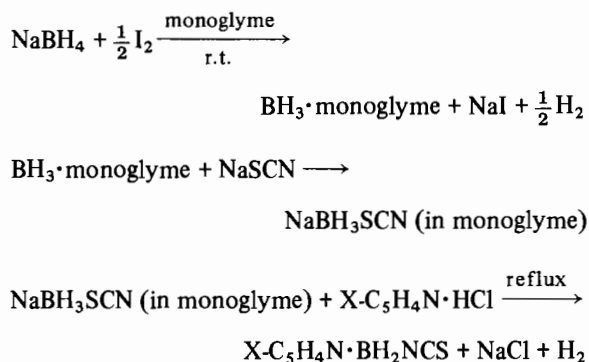 NaBH₄ + ½ I₂ —monoglyme/r.t.→
BH₃·monoglyme + NaI + ½ H₂
BH₃·monoglyme + NaSCN ⟶
NaBH₃SCN (in monoglyme)
NaBH₃SCN (in monoglyme) + X-C₅H₄N·HCl —reflux→
X-C₅H₄N·BH₂NCS + NaCl + H₂